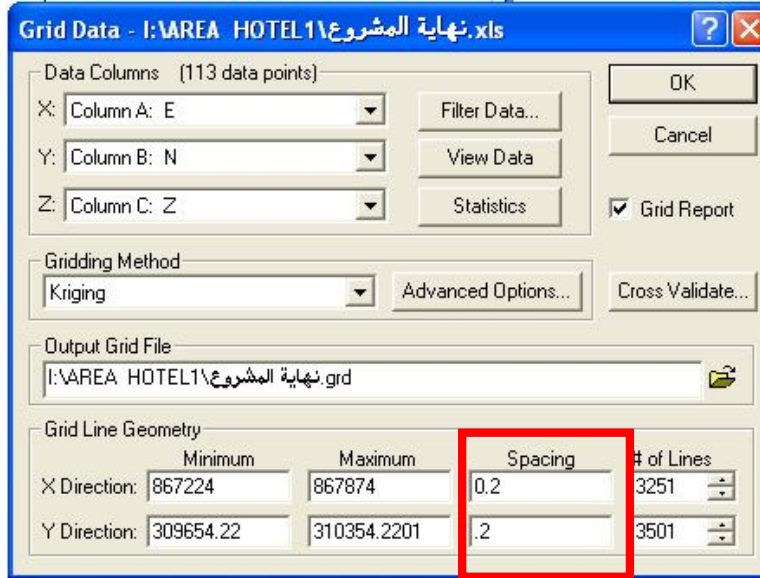 Grid Data - I:\AREA HOTEL1\نهاية المشروع.xls
Data Columns (113 data points)
X: Column A: E
Filter Data...
OK
Y: Column B: N
View Data
Cancel
Z: Column C: Z
Statistics
Grid Report
Gridding Method
Kriging
Advanced Options...
Cross Validate...
Output Grid File
I:\AREA HOTEL1\نهاية المشروع.grd
Grid Line Geometry
Minimum Maximum Spacing # of Lines
X Direction: 867224 867874 0.2 3251
Y Direction: 309654.22 310354.2201 .2 3501